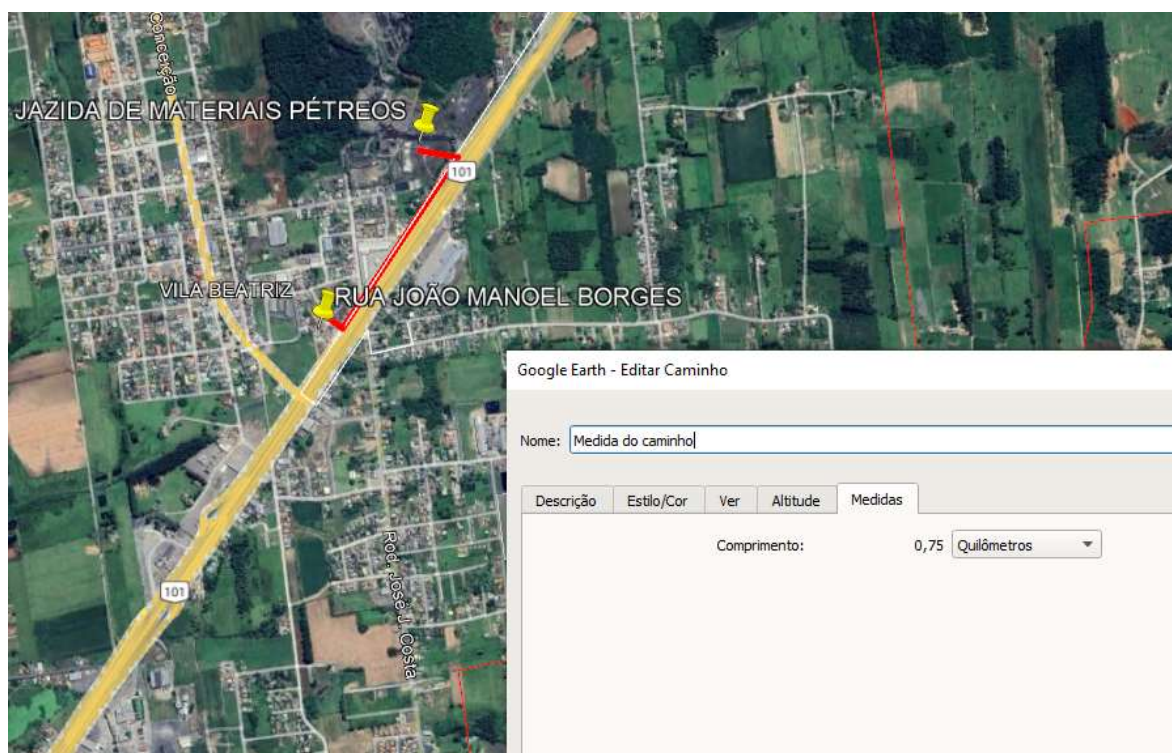 Conceição
JAZIDA DE MATERIAIS PÉTREOS
101
VILA BEATRIZ
RUA JOÃO MANOEL BORGES
101
Rod. José J. Costa
Google Earth - Editar Caminho
Nome: Medida do caminho
Descrição Estilo/Cor Ver Altitude Medidas
Comprimento: 0,75 Quilômetros